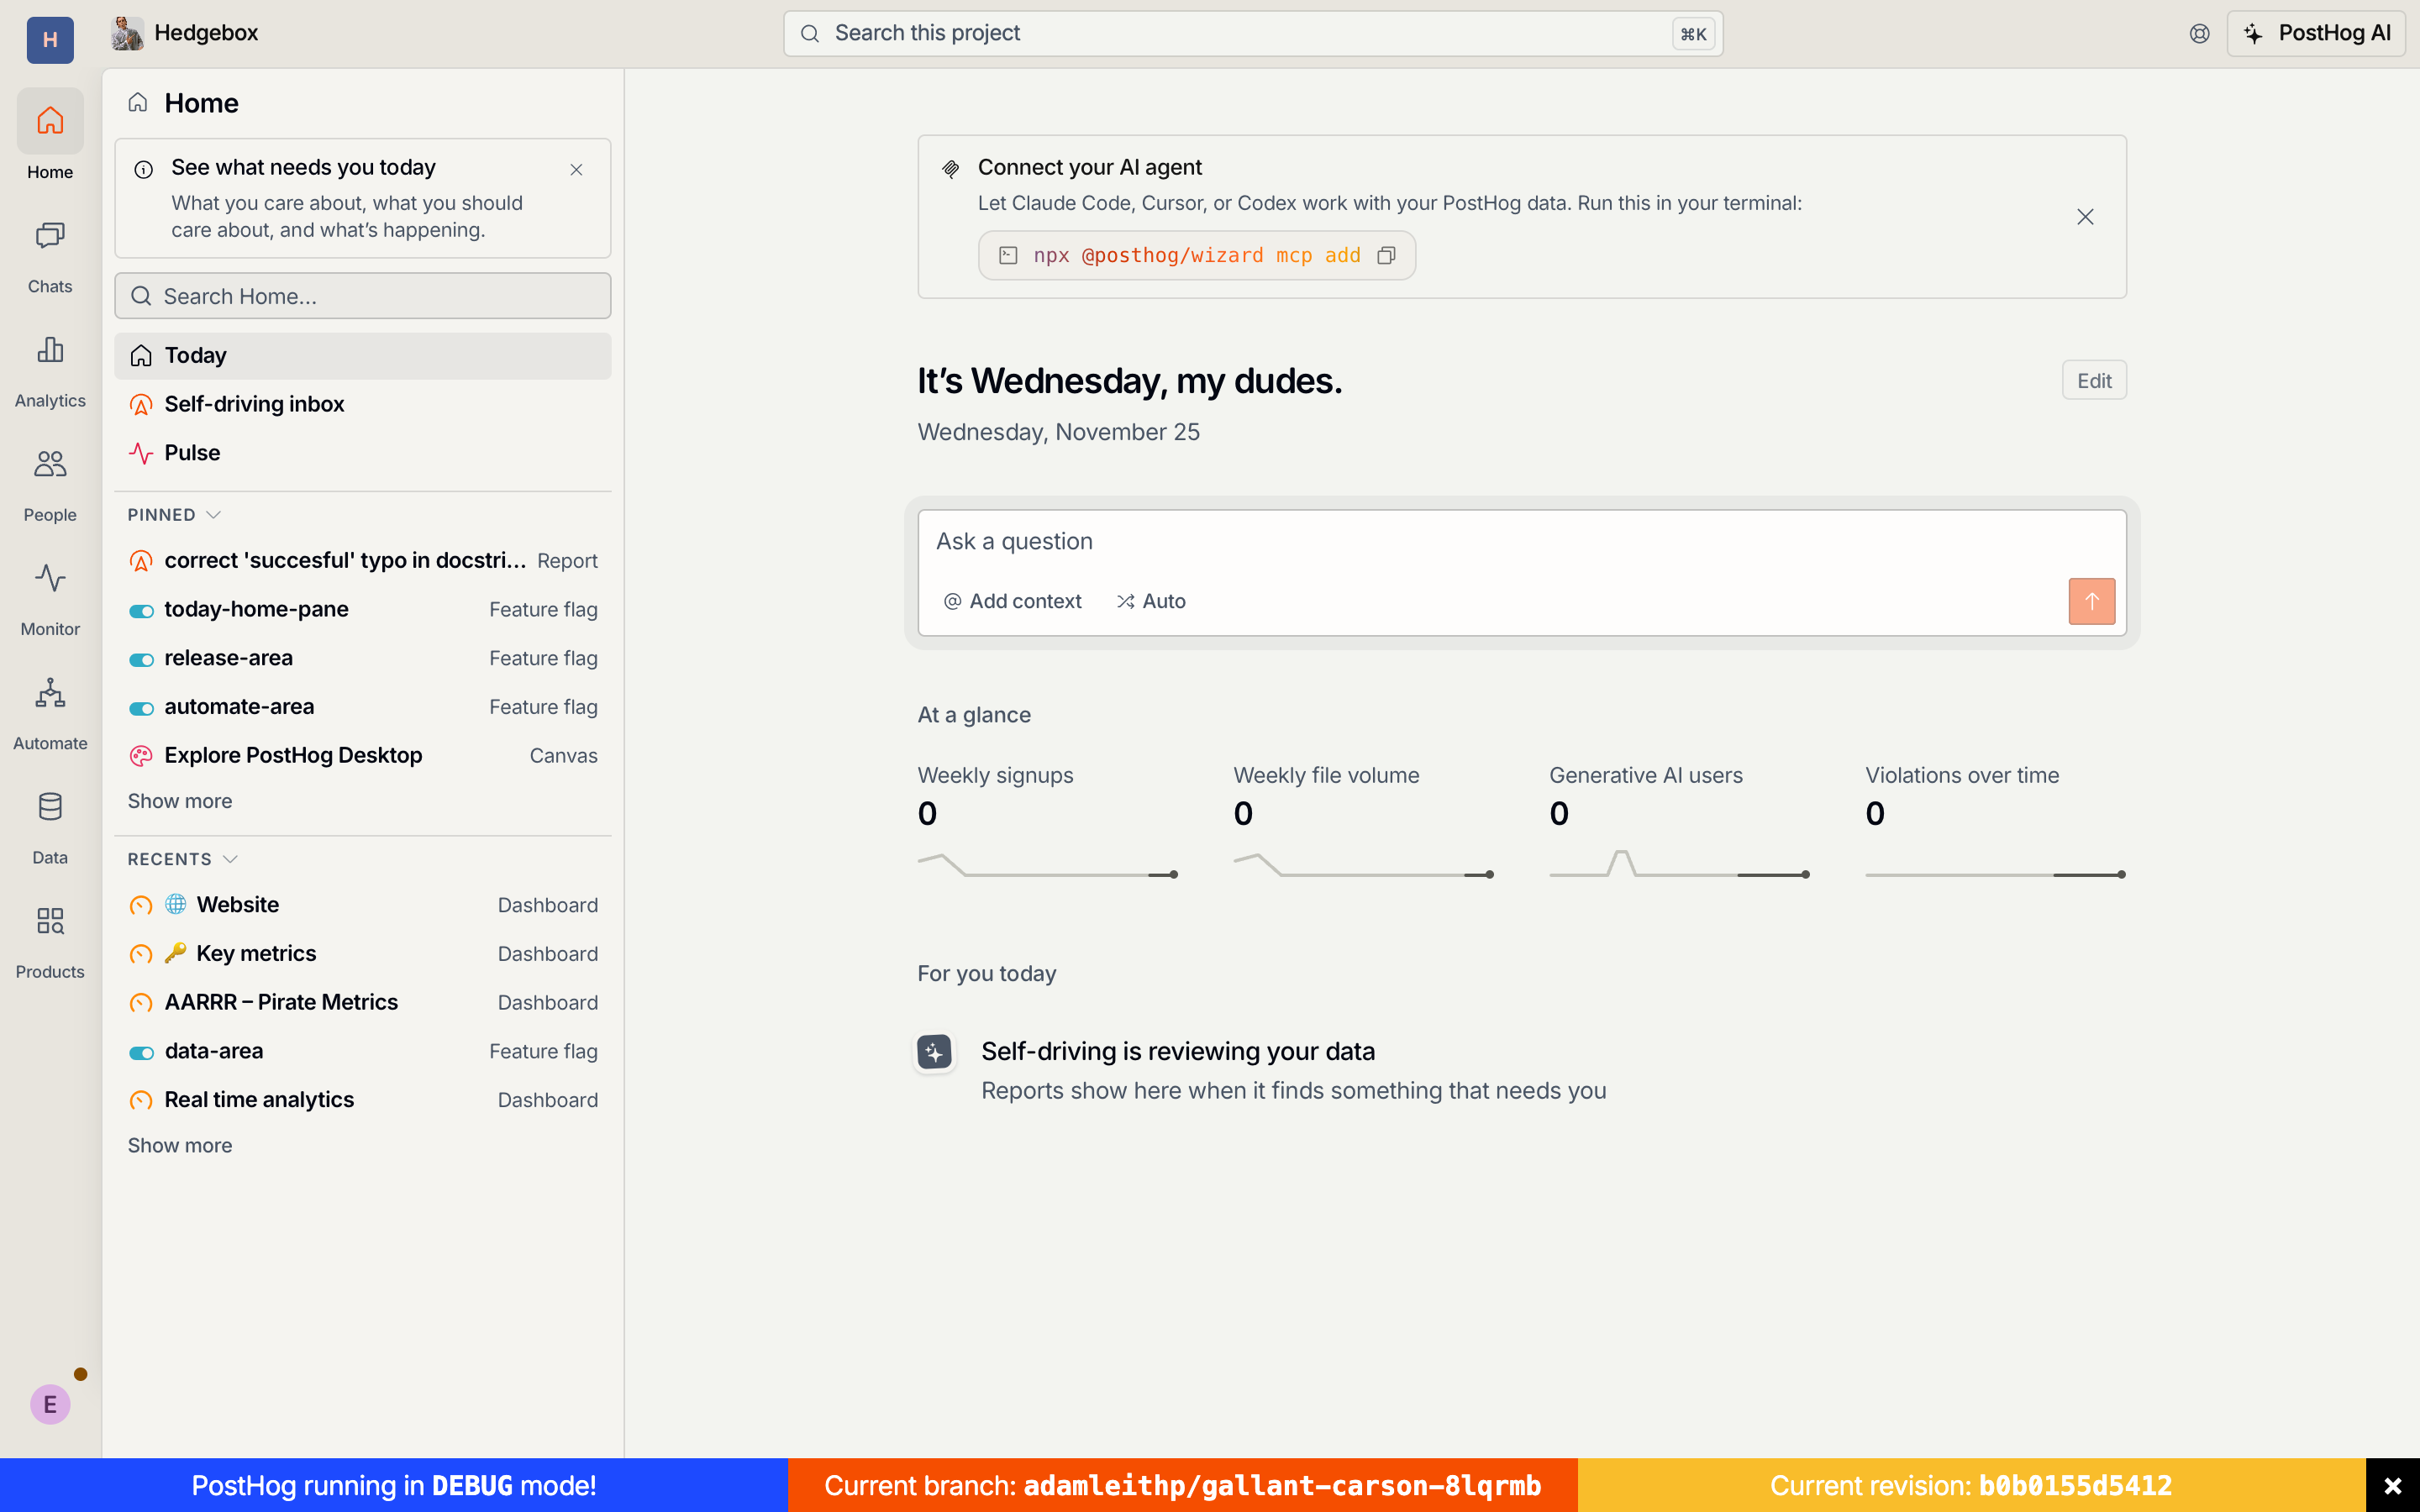 H
Hedgebox
Search this project
⌘K
PostHog AI
Home
Chats
Analytics
People
Monitor
Automate
Data
Products
E
Home
See what needs you today
What you care about, what you should
care about, and what's happening.
Search Home...
Today
Self-driving inbox
Pulse
PINNED
correct 'succesful' typo in docstri... Report
today-home-pane Feature flag
release-area Feature flag
automate-area Feature flag
Explore PostHog Desktop Canvas
Show more
RECENTS
Website Dashboard
Key metrics Dashboard
AARRR – Pirate Metrics Dashboard
data-area Feature flag
Real time analytics Dashboard
Show more
Connect your AI agent
Let Claude Code, Cursor, or Codex work with your PostHog data. Run this in your terminal:
npx @posthog/wizard mcp add
It's Wednesday, my dudes.
Edit
Wednesday, November 25
Ask a question
@ Add context Auto
At a glance
Weekly signups
0
Weekly file volume
0
Generative AI users
0
Violations over time
0
For you today
Self-driving is reviewing your data
Reports show here when it finds something that needs you
PostHog running in DEBUG mode!
Current branch: adamleithp/gallant-carson-8lqrmb
Current revision: b0b0155d5412